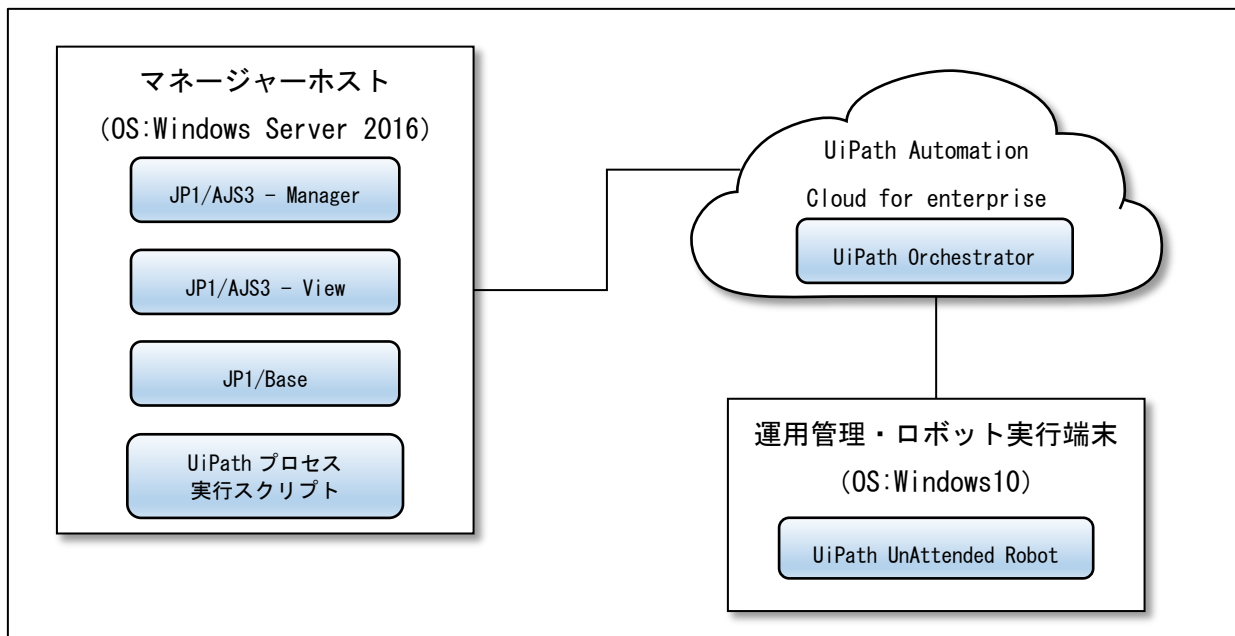 マネージャーホスト
(OS:Windows Server 2016)
JP1/AJS3 - Manager
JP1/AJS3 - View
JP1/Base
UiPath プロセス
実行スクリプト
UiPath Automation
Cloud for enterprise
UiPath Orchestrator
運用管理・ロボット実行端末
(OS:Windows10)
UiPath UnAttended Robot